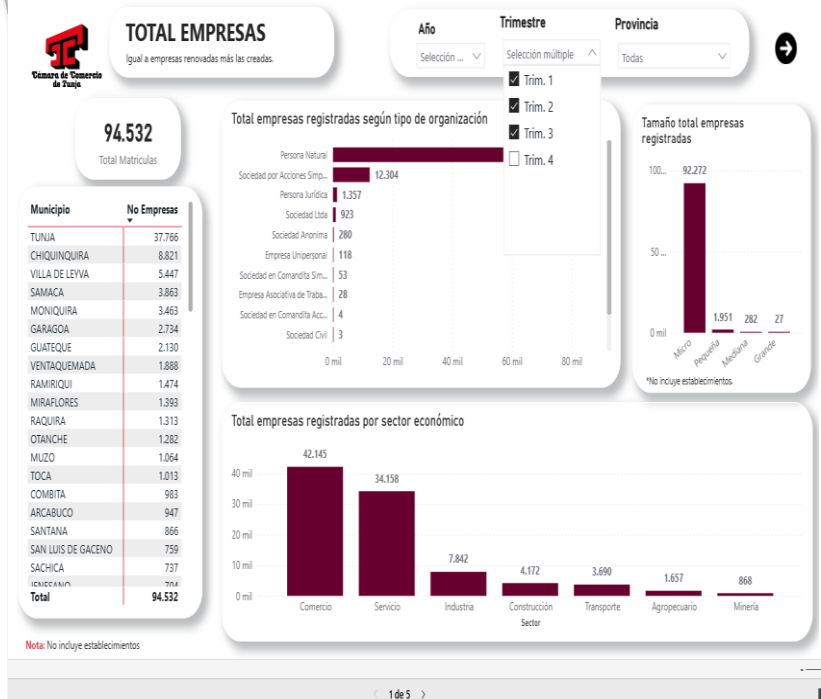 TOTAL EMPRESAS
Igual a empresas renovadas más las creadas.
Cámara de Comercio
de Tunja
Año
Selección ...
Trimestre
Selección múltiple
Trim. 1
Trim. 2
Trim. 3
Trim. 4
Provincia
Todas
94.532
Total Matriculas
Municipio No Empresas
TUNJA 37.766
CHIQUINQUIRA 8.821
VILLA DE LEYVA 5.447
SAMACA 3.863
MONIQUIRA 3.463
GARAGOA 2.734
GUATEQUE 2.130
VENTAQUEMADA 1.888
RAMIRIQUI 1.474
MIRAFLORES 1.393
RAQUIRA 1.313
OTANCHE 1.282
MUZO 1.064
TOCA 1.013
COMBITA 983
ARCABUCO 947
SANTANA 866
SAN LUIS DE GACENO 759
SACHICA 737
JENESANO 704
Total 94.532
Nota: No incluye establecimientos
Total empresas registradas según tipo de organización
Persona Natural
Sociedad por Acciones Simp... 12.304
Persona Jurídica 1.357
Sociedad Ltda 923
Sociedad Anonima 280
Empresa Unipersonal 118
Sociedad en Comandita Sim... 53
Empresa Asociativa de Traba... 28
Sociedad en Comandita Acc... 4
Sociedad Civil 3
0 mil 20 mil 40 mil 60 mil 80 mil
Tamaño total empresas
registradas
100...
50 ...
0 mil
92.272 1.951 282 27
Micro Pequeña Mediana Grande
*No incluye establecimientos.
Total empresas registradas por sector económico
40 mil
30 mil
20 mil
10 mil
0 mil
42.145 34.158 7.842 4.172 3.690 1.657 868
Comercio Servicio Industria Construcción Transporte Agropecuario Minería
Sector
1 de 5